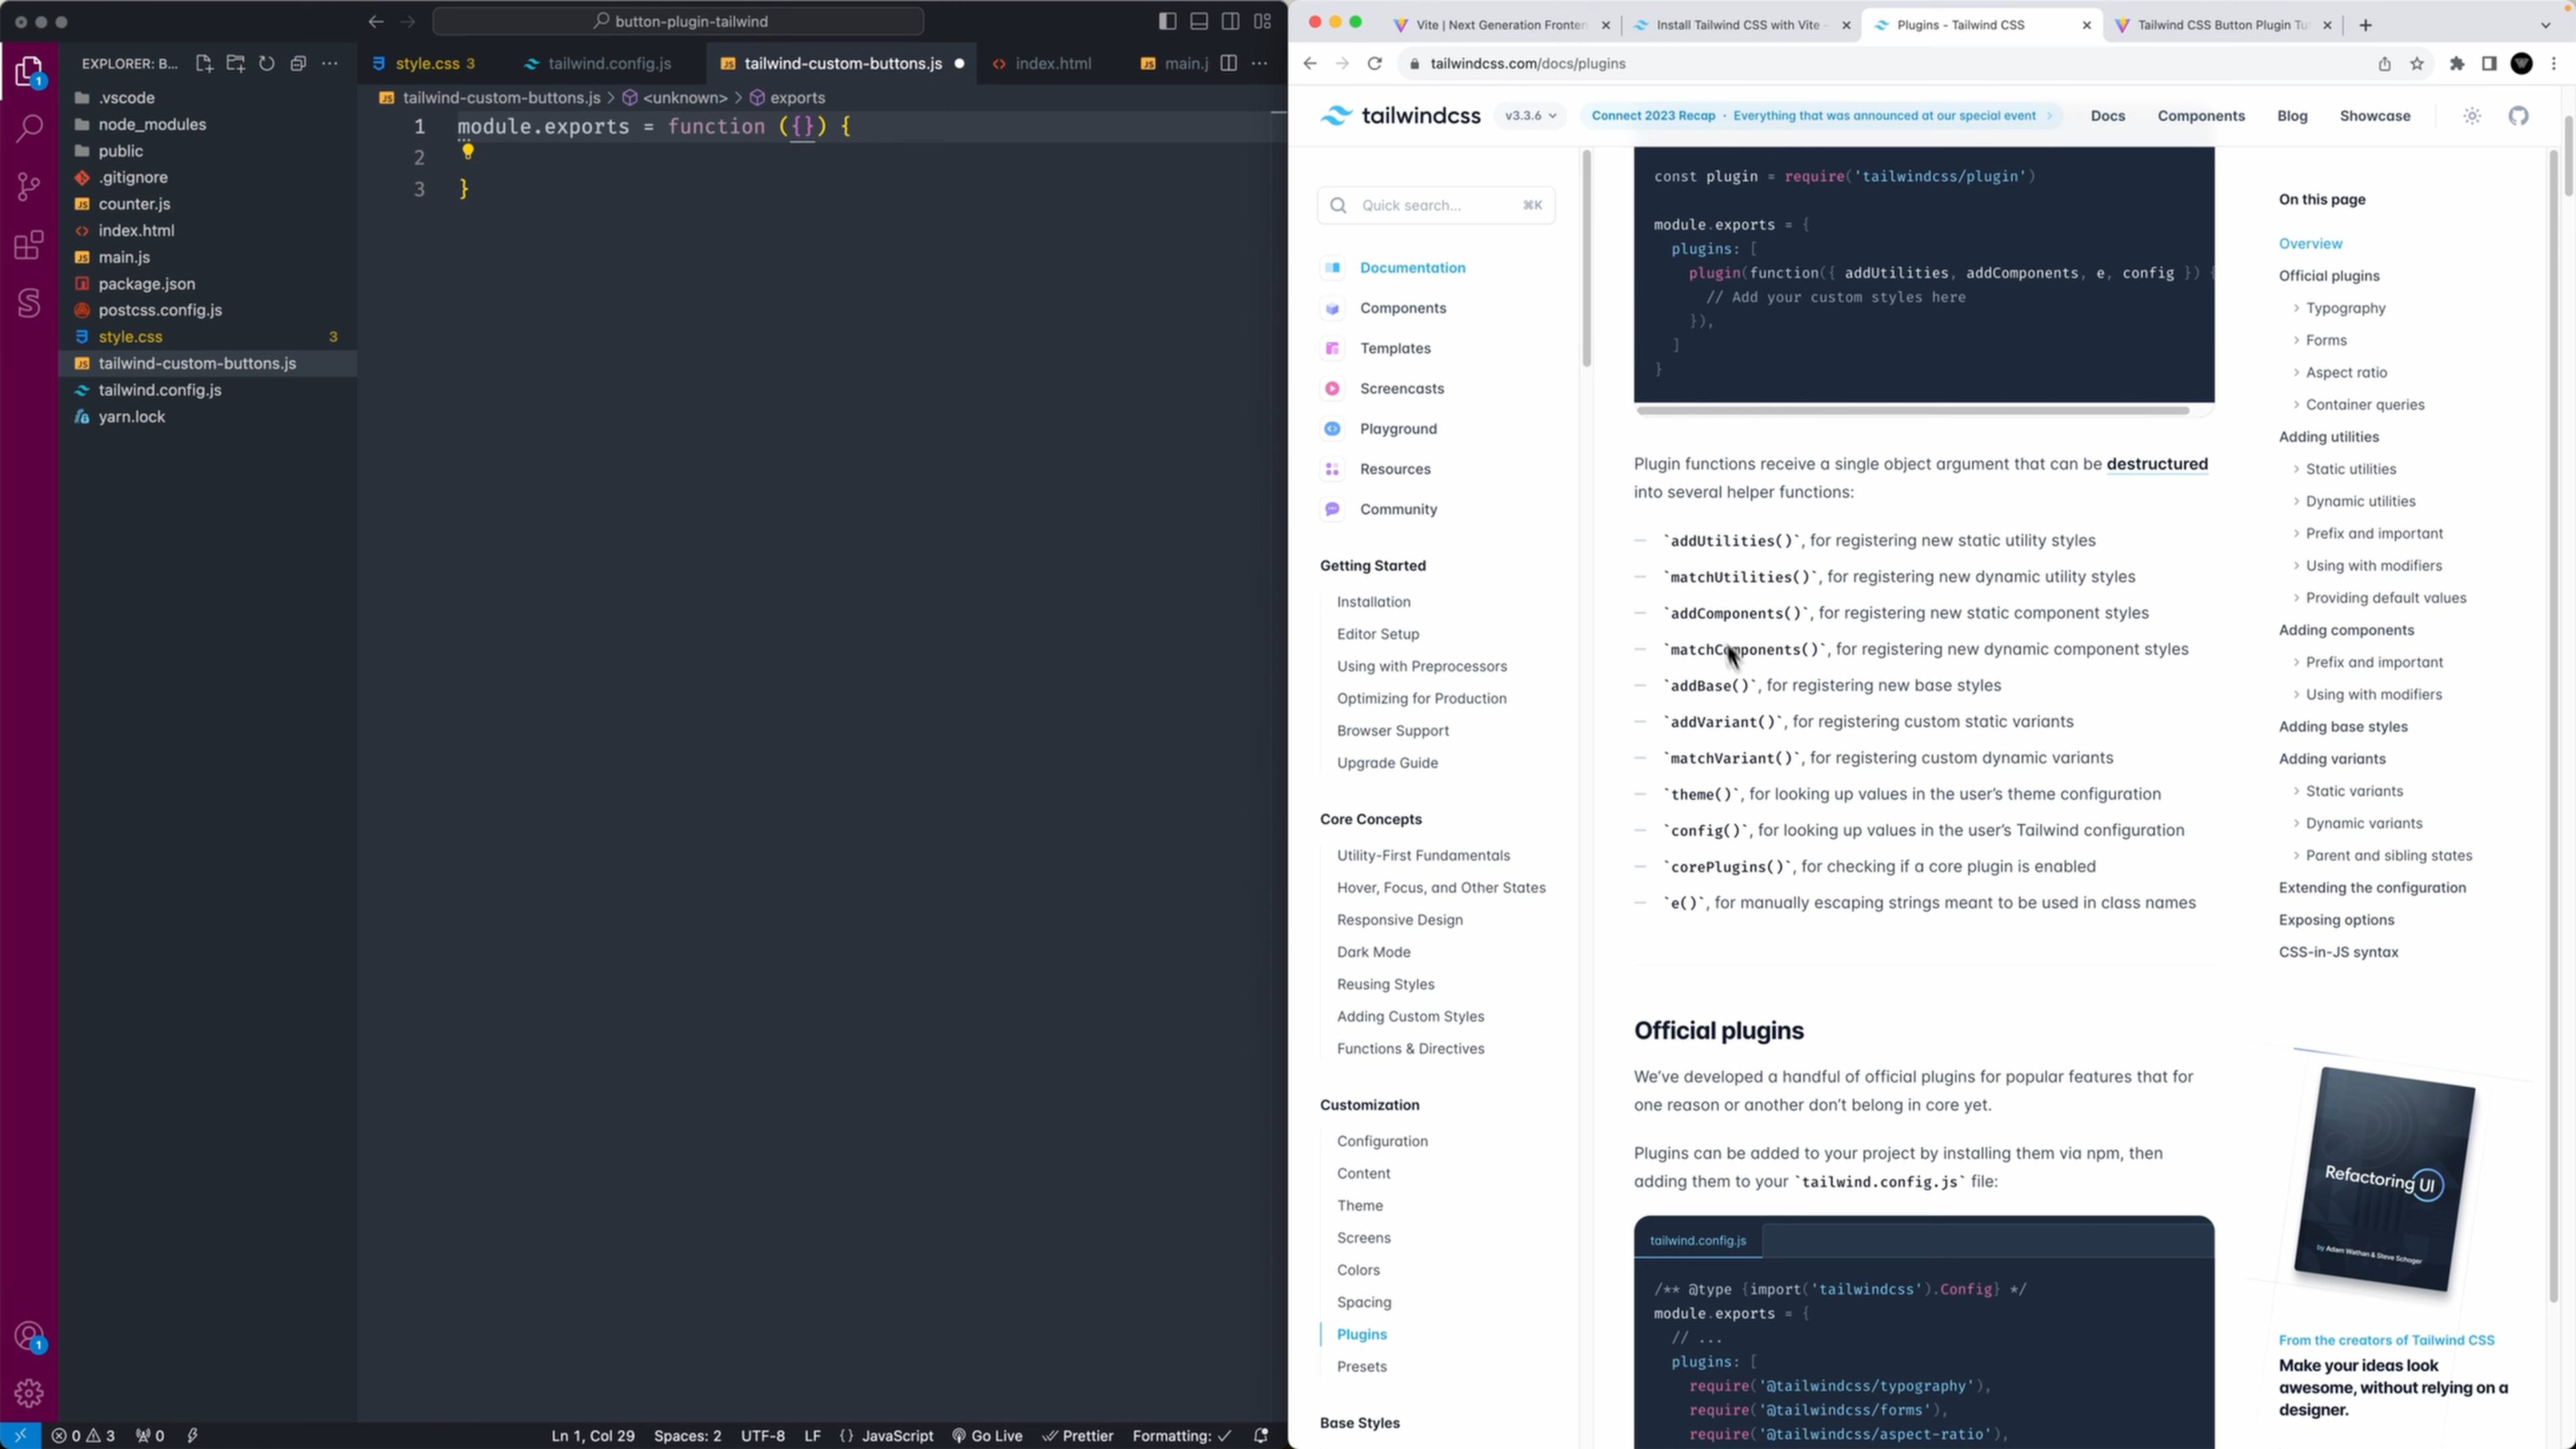 button-plugin-tailwind
EXPLORER: B...
.vscode
node_modules
public
.gitignore
counter.js
index.html
main.js
package.json
postcss.config.js
style.css 3
tailwind-custom-buttons.js
tailwind.config.js
yarn.lock
1
1
style.css 3
tailwind.config.js
tailwind-custom-buttons.js
index.html
main.j
tailwind-custom-buttons.js > <unknown> > exports
1 module.exports = function ({}) {
2
3 }
0 3 0
Ln 1, Col 29 Spaces: 2 UTF-8 LF {} JavaScript Go Live Prettier Formatting:
Vite | Next Generation Fronten
Install Tailwind CSS with Vite -
Plugins - Tailwind CSS
Tailwind CSS Button Plugin Tu
tailwindcss.com/docs/plugins
tailwindcss
v3.3.6
Connect 2023 Recap · Everything that was announced at our special event
Docs Components Blog Showcase
Quick search... ⌘K
Documentation
Components
Templates
Screencasts
Playground
Resources
Community
Getting Started
Installation
Editor Setup
Using with Preprocessors
Optimizing for Production
Browser Support
Upgrade Guide
Core Concepts
Utility-First Fundamentals
Hover, Focus, and Other States
Responsive Design
Dark Mode
Reusing Styles
Adding Custom Styles
Functions & Directives
Customization
Configuration
Content
Theme
Screens
Colors
Spacing
Plugins
Presets
Base Styles
const plugin = require('tailwindcss/plugin')
module.exports = {
plugins: [
plugin(function({ addUtilities, addComponents, e, config }) {
// Add your custom styles here
}),
]
}
Plugin functions receive a single object argument that can be destructured
into several helper functions:
— `addUtilities()`, for registering new static utility styles
— `matchUtilities()`, for registering new dynamic utility styles
— `addComponents()`, for registering new static component styles
— `matchComponents()`, for registering new dynamic component styles
— `addBase()`, for registering new base styles
— `addVariant()`, for registering custom static variants
— `matchVariant()`, for registering custom dynamic variants
— `theme()`, for looking up values in the user's theme configuration
— `config()`, for looking up values in the user's Tailwind configuration
— `corePlugins()`, for checking if a core plugin is enabled
— `e()`, for manually escaping strings meant to be used in class names
Official plugins
We've developed a handful of official plugins for popular features that for
one reason or another don't belong in core yet.
Plugins can be added to your project by installing them via npm, then
adding them to your `tailwind.config.js` file:
tailwind.config.js
/** @type {import('tailwindcss').Config} */
module.exports = {
// ...
plugins: [
require('@tailwindcss/typography'),
require('@tailwindcss/forms'),
require('@tailwindcss/aspect-ratio'),
On this page
Overview
Official plugins
Typography
Forms
Aspect ratio
Container queries
Adding utilities
Static utilities
Dynamic utilities
Prefix and important
Using with modifiers
Providing default values
Adding components
Prefix and important
Using with modifiers
Adding base styles
Adding variants
Static variants
Dynamic variants
Parent and sibling states
Extending the configuration
Exposing options
CSS-in-JS syntax
Refactoring UI
by Adam Wathan & Steve Schoger
From the creators of Tailwind CSS
Make your ideas look
awesome, without relying on a
designer.